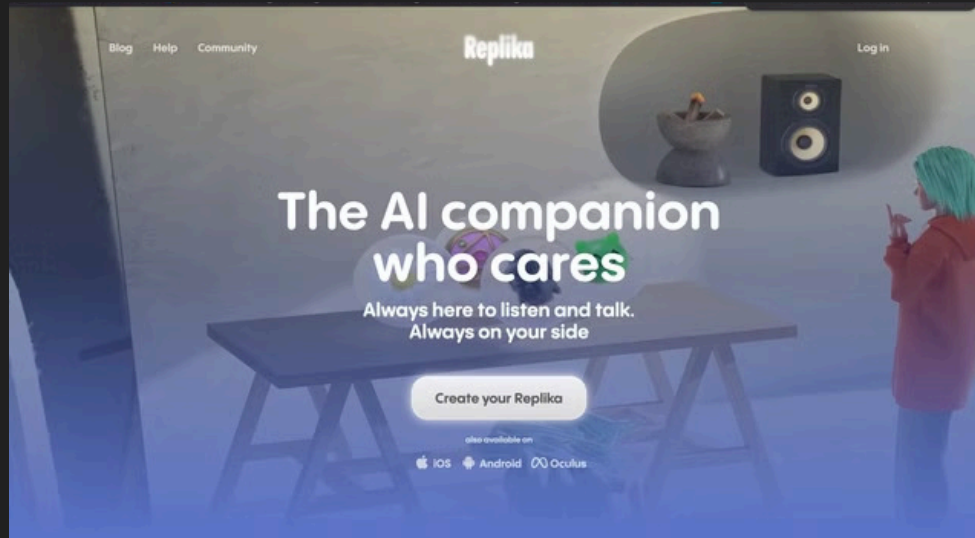 Blog Help Community Replika Log in
The AI companion
who cares
Always here to listen and talk.
Always on your side
Create your Replika
also available on
iOS Android Oculus